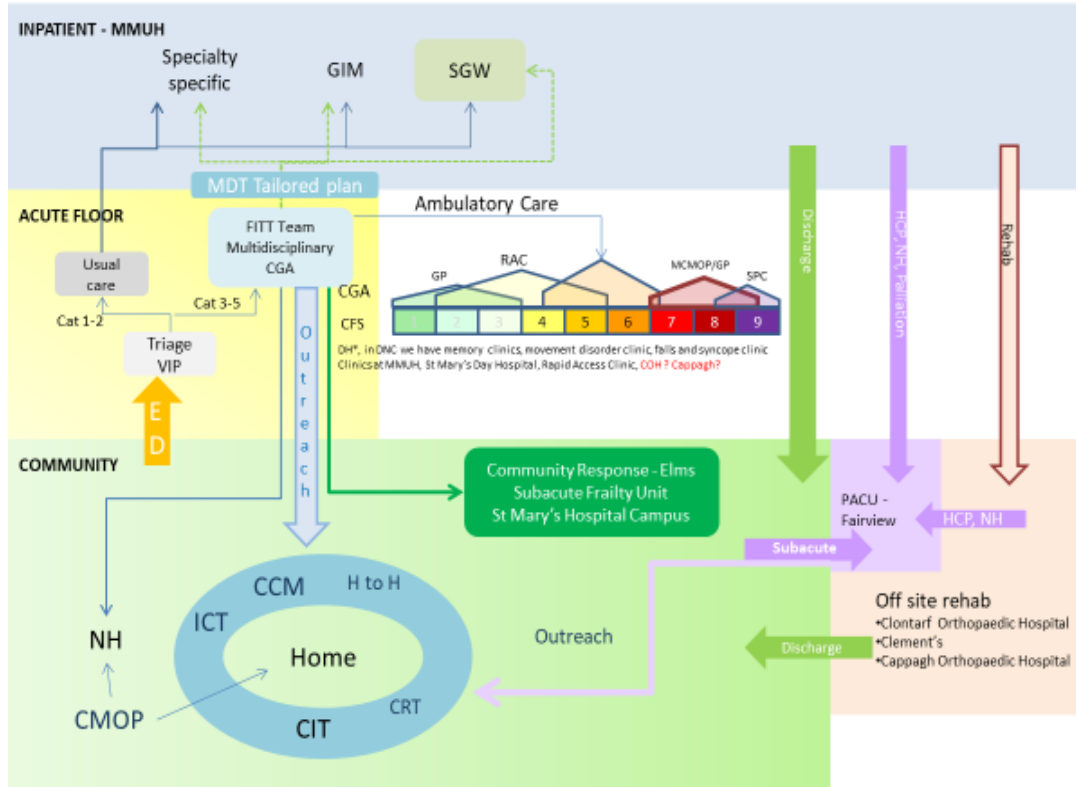 INPATIENT - MMUH
Specialty
specific
GIM
SGW
MDT Tailored plan
ACUTE FLOOR
FITT Team
Multidisciplinary
CGA
Ambulatory Care
Usual
care
Cat 1-2
Cat 3-5
Triage
VIP
ED
Outreach
GP
RAC
MCMOP/GP
SPC
CGA
CFS
1 2 3 4 5 6 7 8 9
DH*, in DNC we have memory clinics, movement disorder clinic, falls and syncope clinic
Clinics at MMUH, St Mary's Day Hospital, Rapid Access Clinic, COH ? Cappagh?
Discharge
HCP, NH, Palliation
Rehab
COMMUNITY
Community Response - Elms
Subacute Frailty Unit
St Mary's Hospital Campus
PACU -
Fairview
HCP, NH
Subacute
CCM
H to H
ICT
Home
CRT
CIT
NH
CMOP
Outreach
Discharge
Off site rehab
•Clontarf Orthopaedic Hospital
•Clement's
•Cappagh Orthopaedic Hospital